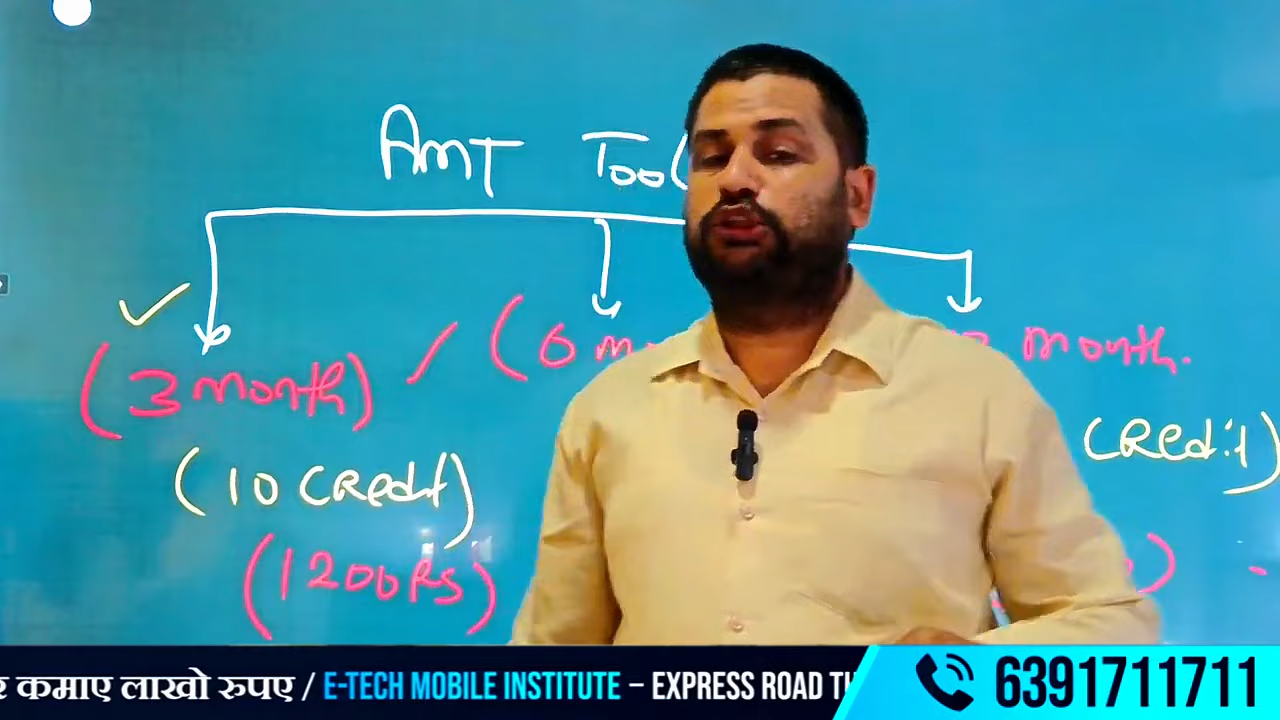 AMT Tool
(3 month) / (6 month.
(10 Credit) Credit)
(1200 Rs)
कमाए लाखो रुपए / E-TECH MOBILE INSTITUTE – EXPRESS ROAD
6391711711